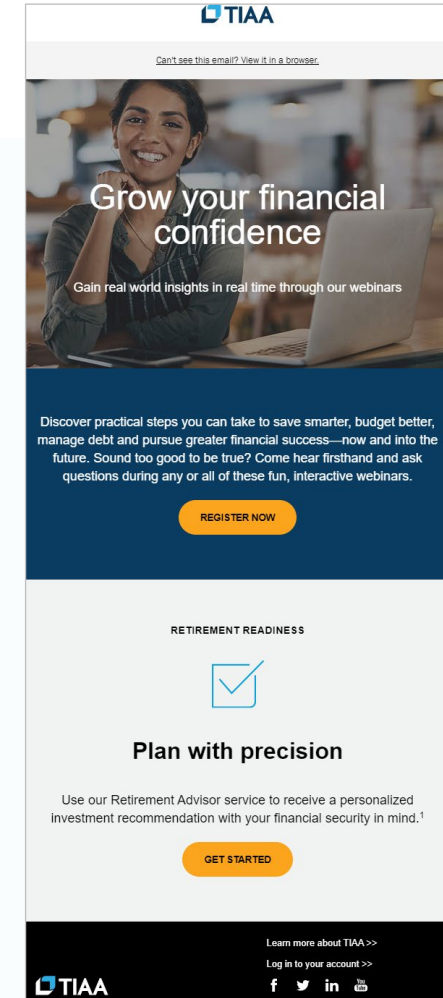 TIAA
Can't see this email? View it in a browser.
Grow your financial
confidence
Gain real world insights in real time through our webinars
Discover practical steps you can take to save smarter, budget better,
manage debt and pursue greater financial success—now and into the
future. Sound too good to be true? Come hear firsthand and ask
questions during any or all of these fun, interactive webinars.
REGISTER NOW
RETIREMENT READINESS
Plan with precision
Use our Retirement Advisor service to receive a personalized
investment recommendation with your financial security in mind.¹
GET STARTED
Learn more about TIAA >>
Log in to your account >>
TIAA
f in You Tube